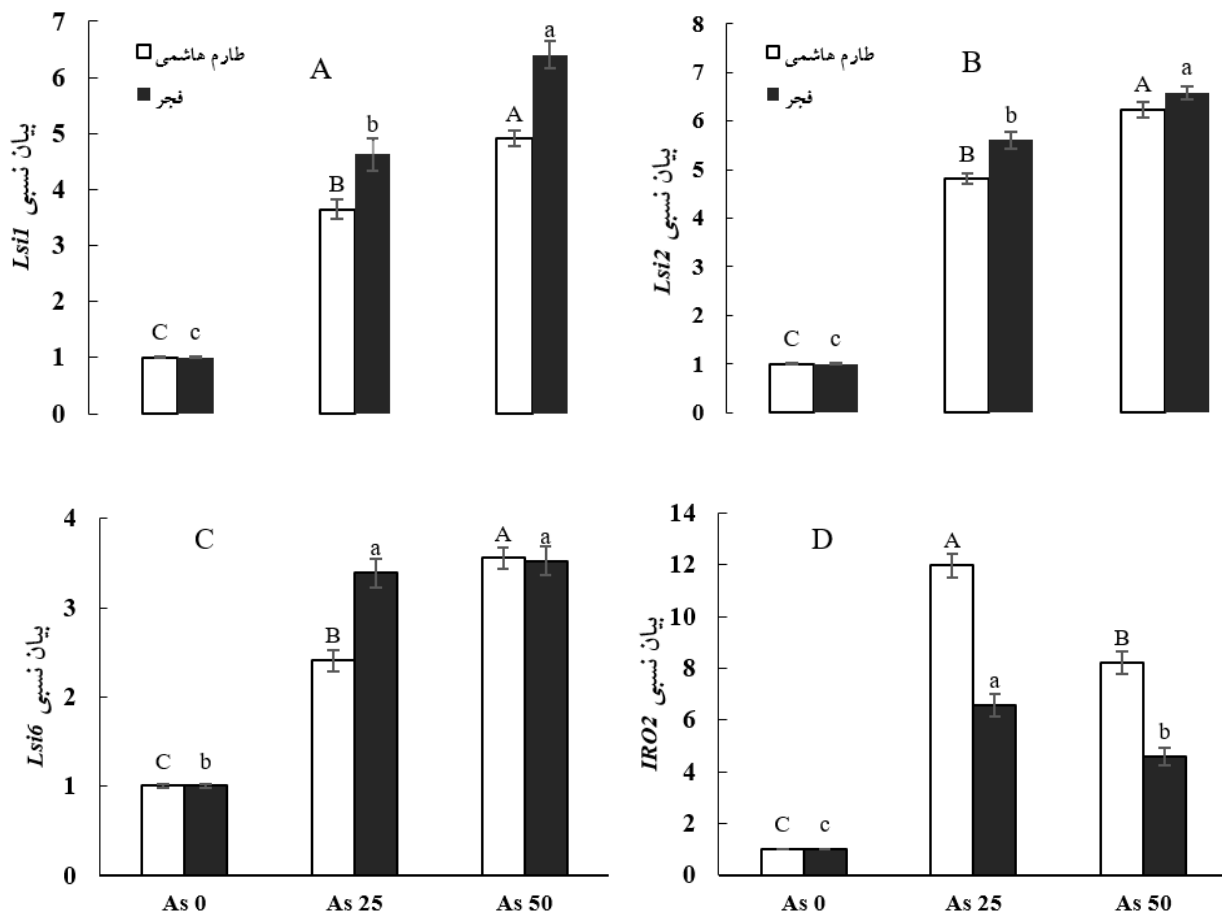 بیان نسبی Lsi1
7
6
5
4
3
2
1
0
طارم هاشمی
فجر
A
C
c
B
b
A
a
بیان نسبی Lsi2
8
7
6
5
4
3
2
1
0
طارم هاشمی
فجر
B
C
c
B
b
A
a
بیان نسبی Lsi6
4
3
2
1
0
C
C
b
B
a
A
a
As 0
As 25
As 50
بیان نسبی IRO2
14
12
10
8
6
4
2
0
D
C
c
A
a
B
b
As 0
As 25
As 50